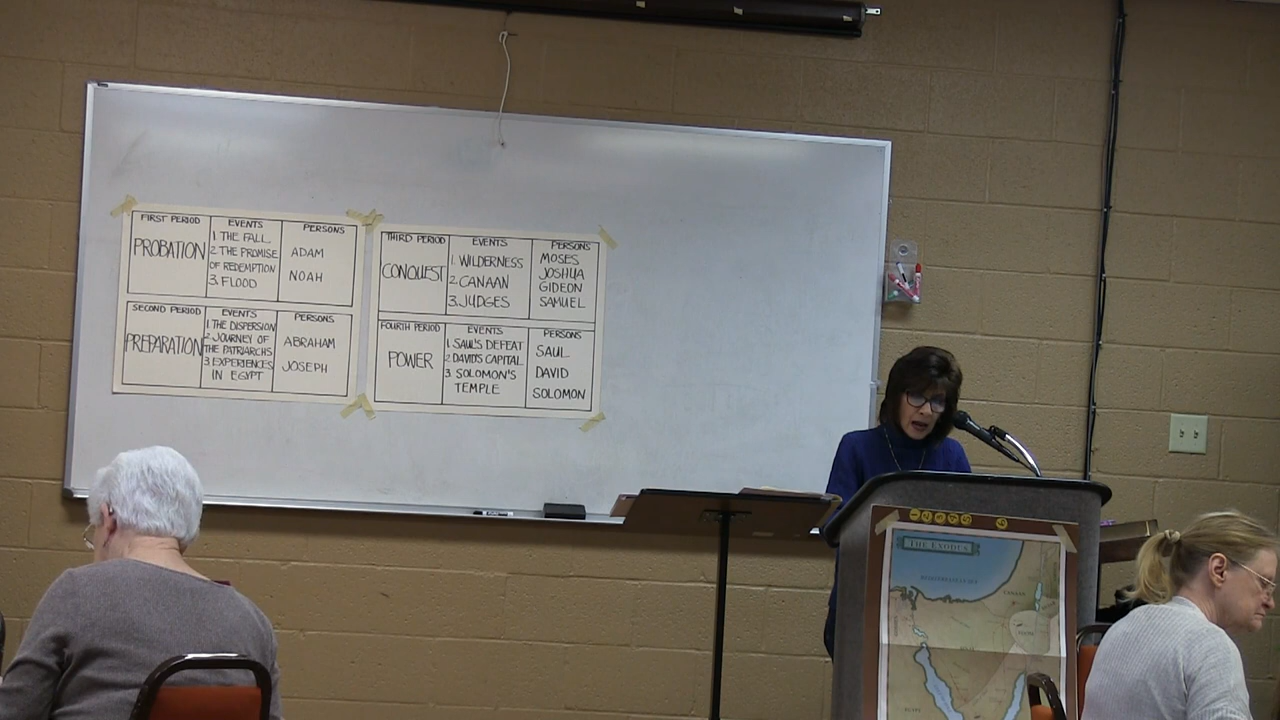 FIRST PERIOD
PROBATION
EVENTS
1 THE FALL
2 THE PROMISE
OF REDEMPTION
3. FLOOD
PERSONS
ADAM
NOAH
SECOND PERIOD
PREPARATION
EVENTS
1 THE DISPERSION
2 JOURNEY OF
THE PATRIARCHS
3 EXPERIENCES
IN EGYPT
PERSONS
ABRAHAM
JOSEPH
THIRD PERIOD
CONQUEST
EVENTS
1. WILDERNESS
2 CANAAN
3. JUDGES
PERSONS
MOSES
JOSHUA
GIDEON
SAMUEL
FOURTH PERIOD
POWER
EVENTS
1 SAUL'S DEFEAT
2 DAVID'S CAPITAL
3 SOLOMON'S
TEMPLE
PERSONS
SAUL
DAVID
SOLOMON
THE EXODUS
CANAAN
EGYPT